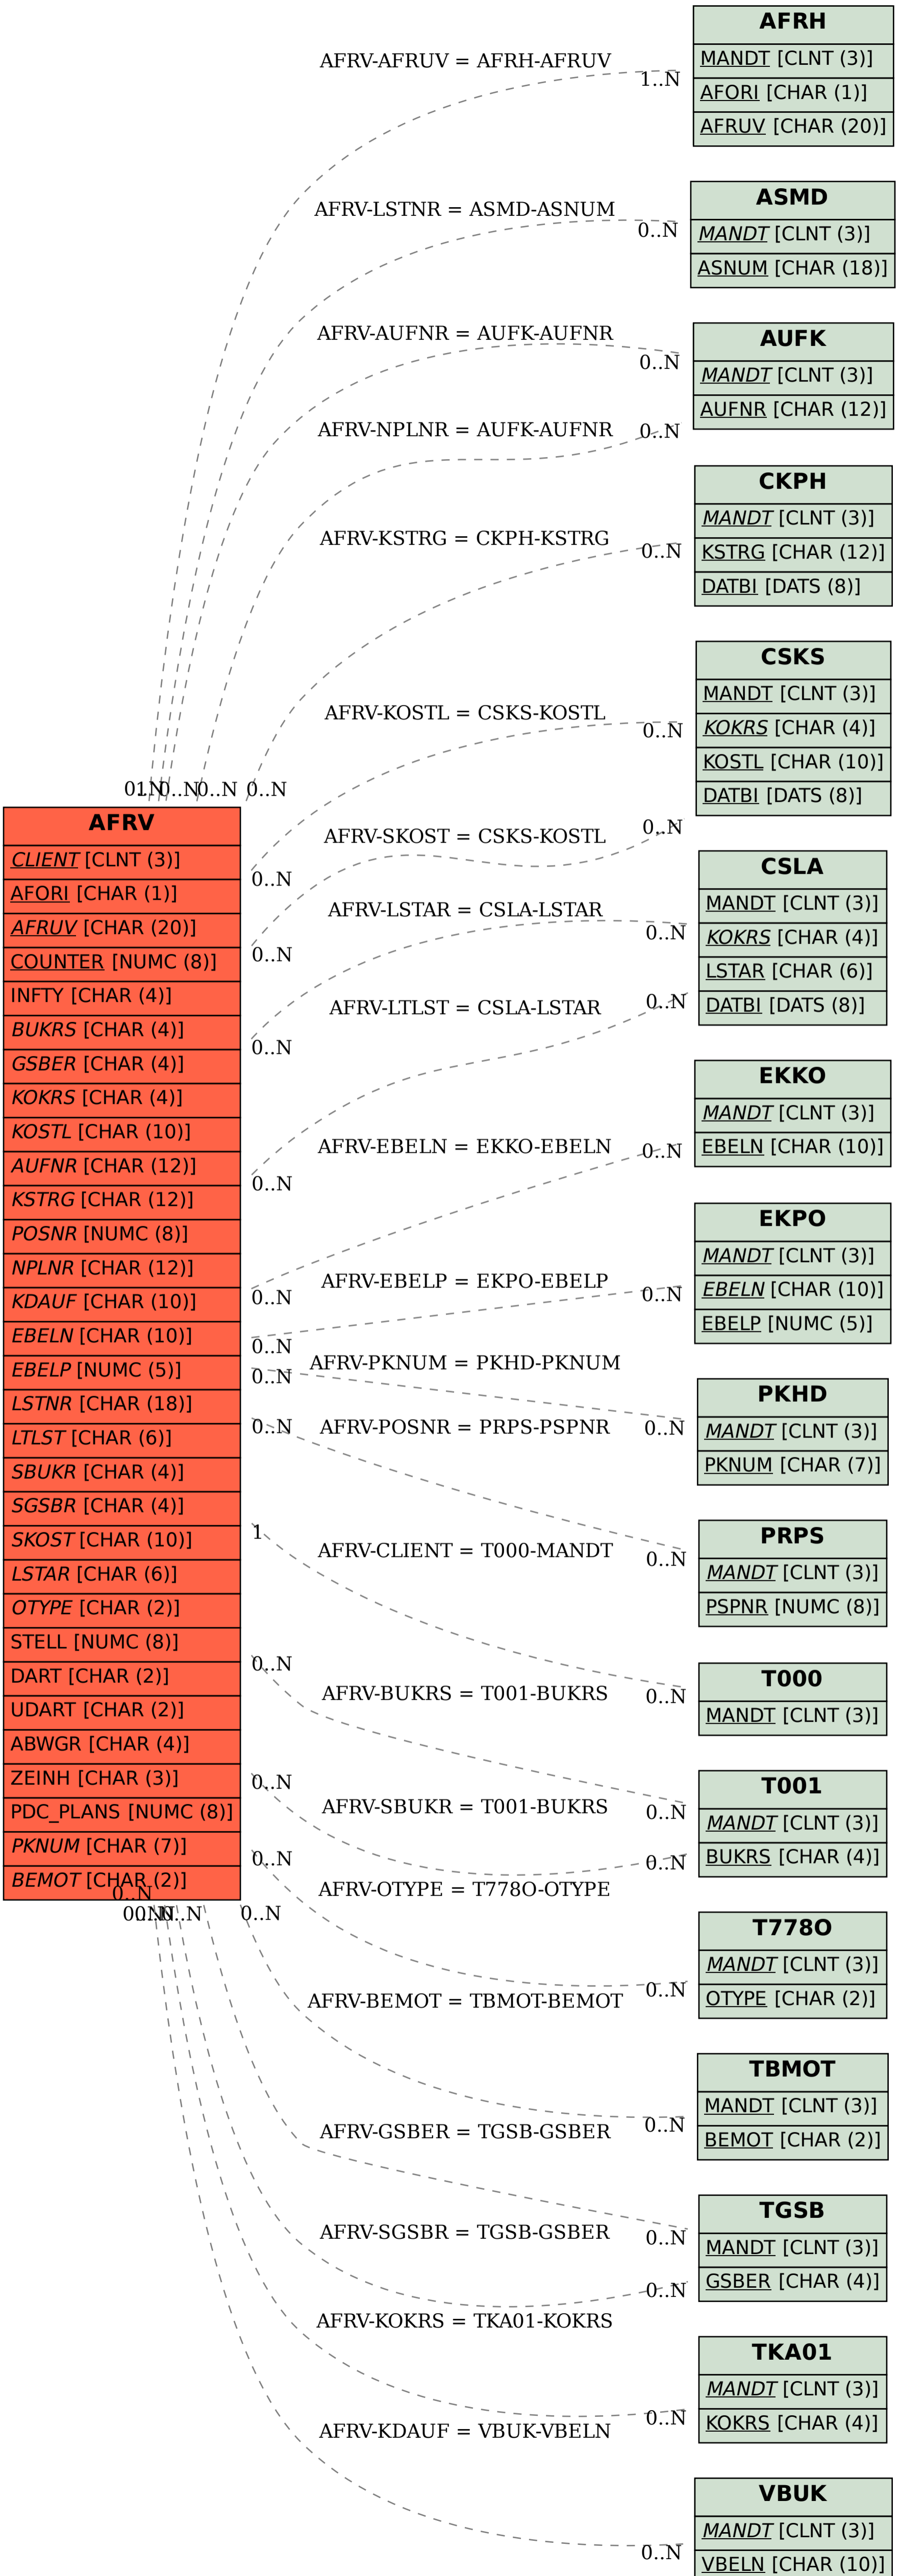 AFRH
MANDT [CLNT (3)]
AFORI [CHAR (1)]
AFRUV [CHAR (20)]
AFRV-AFRUV = AFRH-AFRUV
1..N
ASMD
MANDT [CLNT (3)]
ASNUM [CHAR (18)]
AFRV-LSTNR = ASMD-ASNUM
0..N
AUFK
MANDT [CLNT (3)]
AUFNR [CHAR (12)]
AFRV-AUFNR = AUFK-AUFNR
0..N
AFRV-NPLNR = AUFK-AUFNR
0..N
CKPH
MANDT [CLNT (3)]
KSTRG [CHAR (12)]
DATBI [DATS (8)]
AFRV-KSTRG = CKPH-KSTRG
0..N
CSKS
MANDT [CLNT (3)]
KOKRS [CHAR (4)]
KOSTL [CHAR (10)]
DATBI [DATS (8)]
AFRV-KOSTL = CSKS-KOSTL
0..N
AFRV-SKOST = CSKS-KOSTL
0..N
0..N
0..N
0..N
AFRV
CLIENT [CLNT (3)]
AFORI [CHAR (1)]
AFRUV [CHAR (20)]
COUNTER [NUMC (8)]
INFTY [CHAR (4)]
BUKRS [CHAR (4)]
GSBER [CHAR (4)]
KOKRS [CHAR (4)]
KOSTL [CHAR (10)]
AUFNR [CHAR (12)]
KSTRG [CHAR (12)]
POSNR [NUMC (8)]
NPLNR [CHAR (12)]
KDAUF [CHAR (10)]
EBELN [CHAR (10)]
EBELP [NUMC (5)]
LSTNR [CHAR (18)]
LTLST [CHAR (6)]
SBUKR [CHAR (4)]
SGSBR [CHAR (4)]
SKOST [CHAR (10)]
LSTAR [CHAR (6)]
OTYPE [CHAR (2)]
STELL [NUMC (8)]
DART [CHAR (2)]
UDART [CHAR (2)]
ABWGR [CHAR (4)]
ZEINH [CHAR (3)]
PDC_PLANS [NUMC (8)]
PKNUM [CHAR (7)]
BEMOT [CHAR (2)]
0..N
0..N
0..N
0..N
0..N
0..N
0..N
0..N
0..N
1
0..N
0..N
0..N
0..N
CSLA
MANDT [CLNT (3)]
KOKRS [CHAR (4)]
LSTAR [CHAR (6)]
DATBI [DATS (8)]
AFRV-LSTAR = CSLA-LSTAR
0..N
AFRV-LTLST = CSLA-LSTAR
0..N
EKKO
MANDT [CLNT (3)]
EBELN [CHAR (10)]
AFRV-EBELN = EKKO-EBELN
0..N
EKPO
MANDT [CLNT (3)]
EBELN [CHAR (10)]
EBELP [NUMC (5)]
AFRV-EBELP = EKPO-EBELP
0..N
PKHD
MANDT [CLNT (3)]
PKNUM [CHAR (7)]
AFRV-PKNUM = PKHD-PKNUM
0..N
PRPS
MANDT [CLNT (3)]
PSPNR [NUMC (8)]
AFRV-POSNR = PRPS-PSPNR
0..N
T000
MANDT [CLNT (3)]
AFRV-CLIENT = T000-MANDT
0..N
T001
MANDT [CLNT (3)]
BUKRS [CHAR (4)]
AFRV-BUKRS = T001-BUKRS
0..N
AFRV-SBUKR = T001-BUKRS
0..N
T778O
MANDT [CLNT (3)]
OTYPE [CHAR (2)]
AFRV-OTYPE = T778O-OTYPE
0..N
TBMOT
MANDT [CLNT (3)]
BEMOT [CHAR (2)]
AFRV-BEMOT = TBMOT-BEMOT
0..N
TGSB
MANDT [CLNT (3)]
GSBER [CHAR (4)]
AFRV-GSBER = TGSB-GSBER
0..N
AFRV-SGSBR = TGSB-GSBER
0..N
TKA01
MANDT [CLNT (3)]
KOKRS [CHAR (4)]
AFRV-KOKRS = TKA01-KOKRS
0..N
VBUK
MANDT [CLNT (3)]
VBELN [CHAR (10)]
AFRV-KDAUF = VBUK-VBELN
0..N